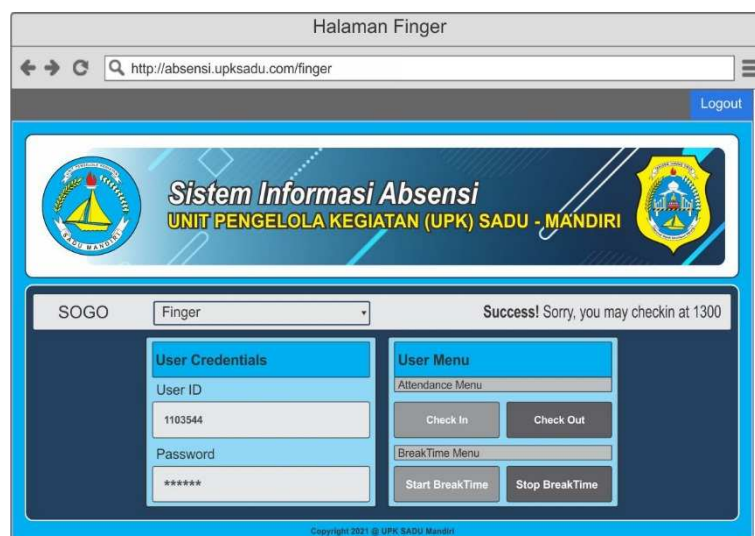 Halaman Finger
http://absensi.upksadu.com/finger
Logout
Sistem Informasi Absensi
UNIT PENGELOLA KEGIATAN (UPK) SADU - MANDIRI
SADU MANDIRI
SOGO Finger Success! Sorry, you may checkin at 1300
User Credentials
User ID
1103544
Password
******
User Menu
Attendance Menu
Check In Check Out
BreakTime Menu
Start BreakTime Stop BreakTime
Copyright 2021 @ UPK SADU Mandiri